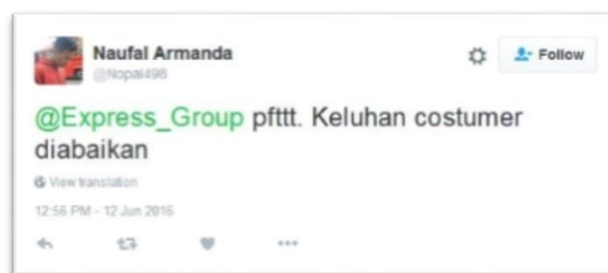 Naufal Armanda
@Nopal498
Follow
@Express_Group pfttt. Keluhan costumer
diabaikan
View translation
12:56 PM - 12 Jun 2016